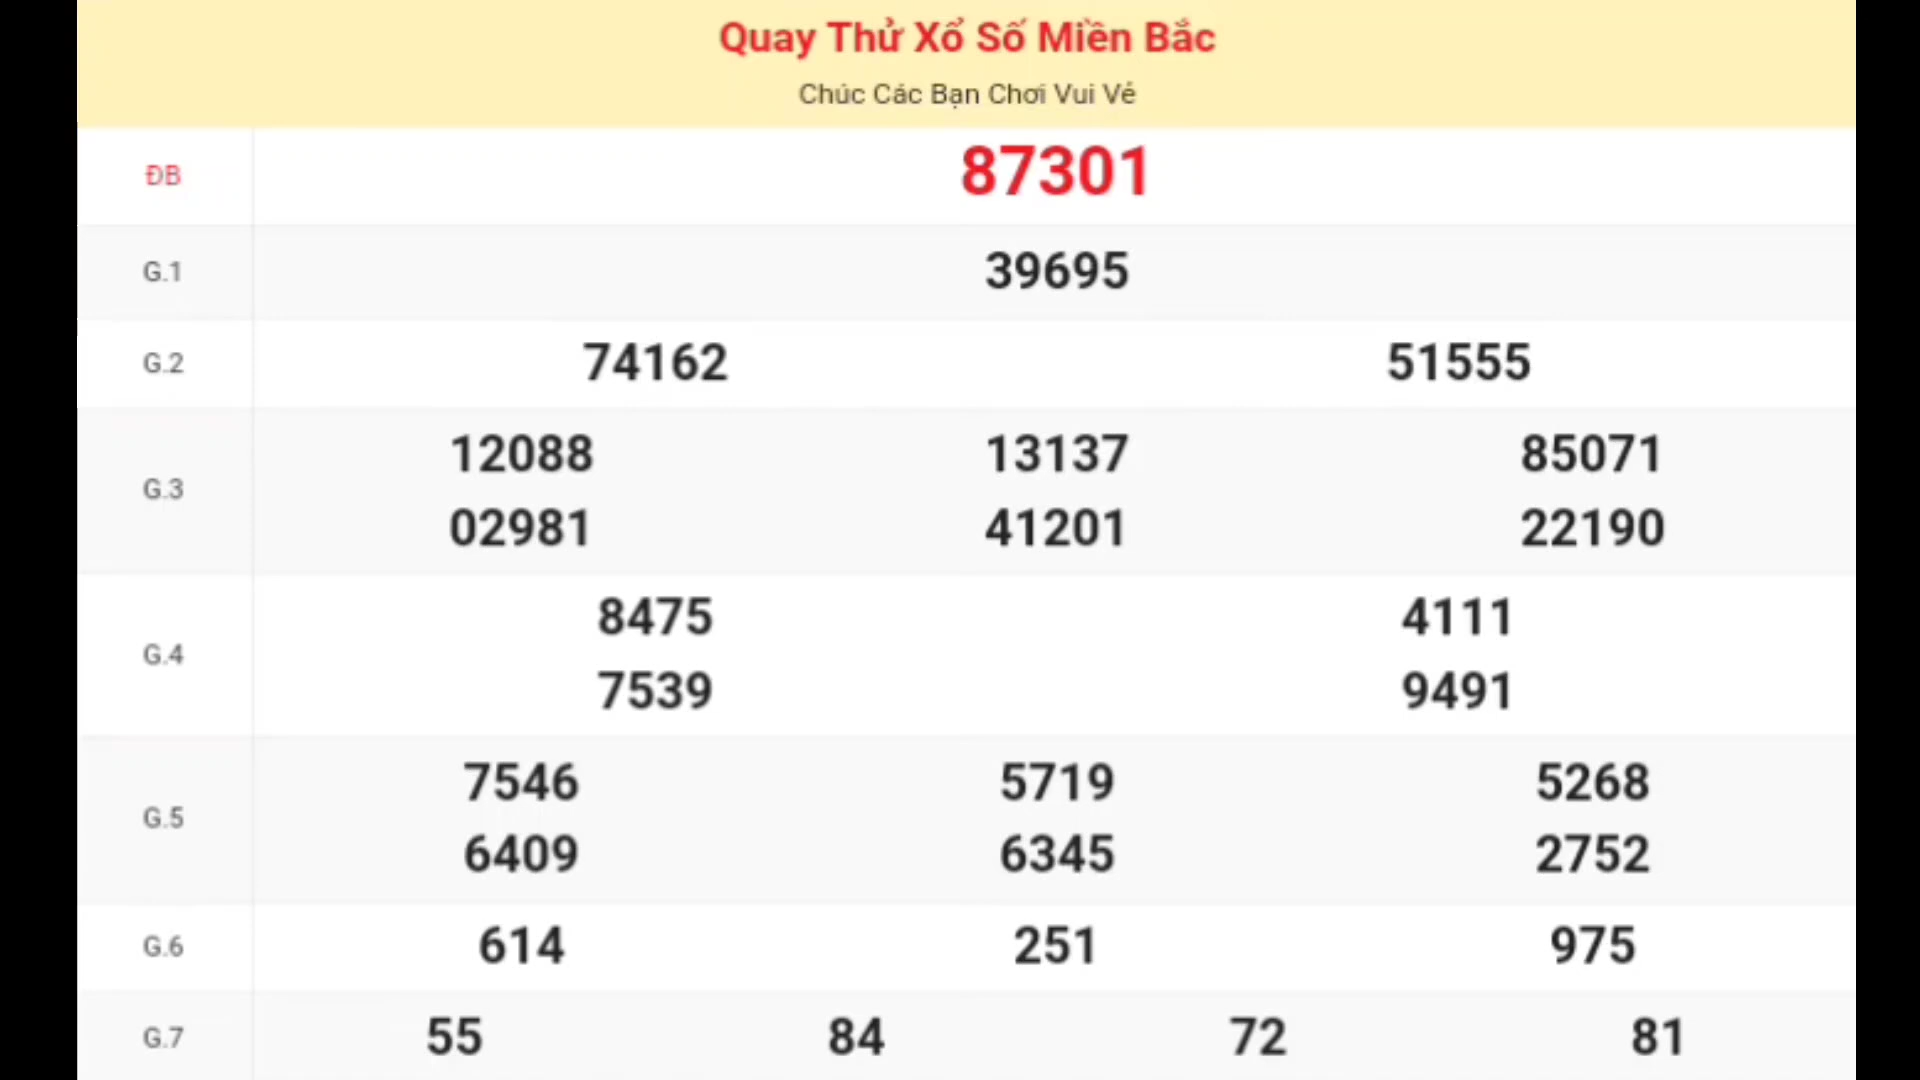 Quay Thử Xổ Số Miền Bắc
Chúc Các Bạn Chơi Vui Vẻ
ĐB 87301
G.1 39695
G.2 74162 51555
G.3 12088 13137 85071
02981 41201 22190
G.4 8475 4111
7539 9491
G.5 7546 5719 5268
6409 6345 2752
G.6 614 251 975
G.7 55 84 72 81